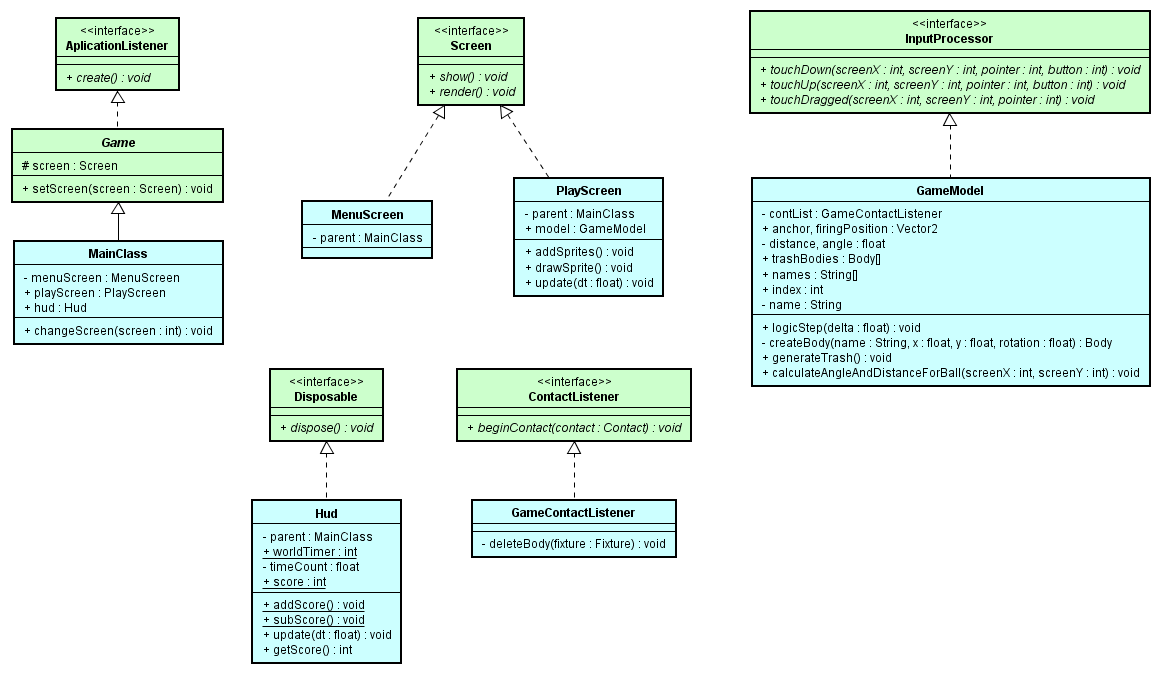 <<interface>>
AplicationListener
+ create() : void
Game
# screen : Screen
+ setScreen(screen : Screen) : void
MainClass
- menuScreen : MenuScreen
+ playScreen : PlayScreen
+ hud : Hud
+ changeScreen(screen : int) : void
<<interface>>
Screen
+ show() : void
+ render() : void
MenuScreen
- parent : MainClass
PlayScreen
- parent : MainClass
+ model : GameModel
+ addSprites() : void
+ drawSprite() : void
+ update(dt : float) : void
<<interface>>
InputProcessor
+ touchDown(screenX : int, screenY : int, pointer : int, button : int) : void
+ touchUp(screenX : int, screenY : int, pointer : int, button : int) : void
+ touchDragged(screenX : int, screenY : int, pointer : int) : void
GameModel
- contList : GameContactListener
+ anchor, firingPosition : Vector2
- distance, angle : float
+ trashBodies : Body[]
+ names : String[]
+ index : int
- name : String
+ logicStep(delta : float) : void
- createBody(name : String, x : float, y : float, rotation : float) : Body
+ generateTrash() : void
+ calculateAngleAndDistanceForBall(screenX : int, screenY : int) : void
<<interface>>
Disposable
+ dispose() : void
Hud
- parent : MainClass
+ worldTimer : int
- timeCount : float
+ score : int
+ addScore() : void
+ subScore() : void
+ update(dt : float) : void
+ getScore() : int
<<interface>>
ContactListener
+ beginContact(contact : Contact) : void
GameContactListener
- deleteBody(fixture : Fixture) : void